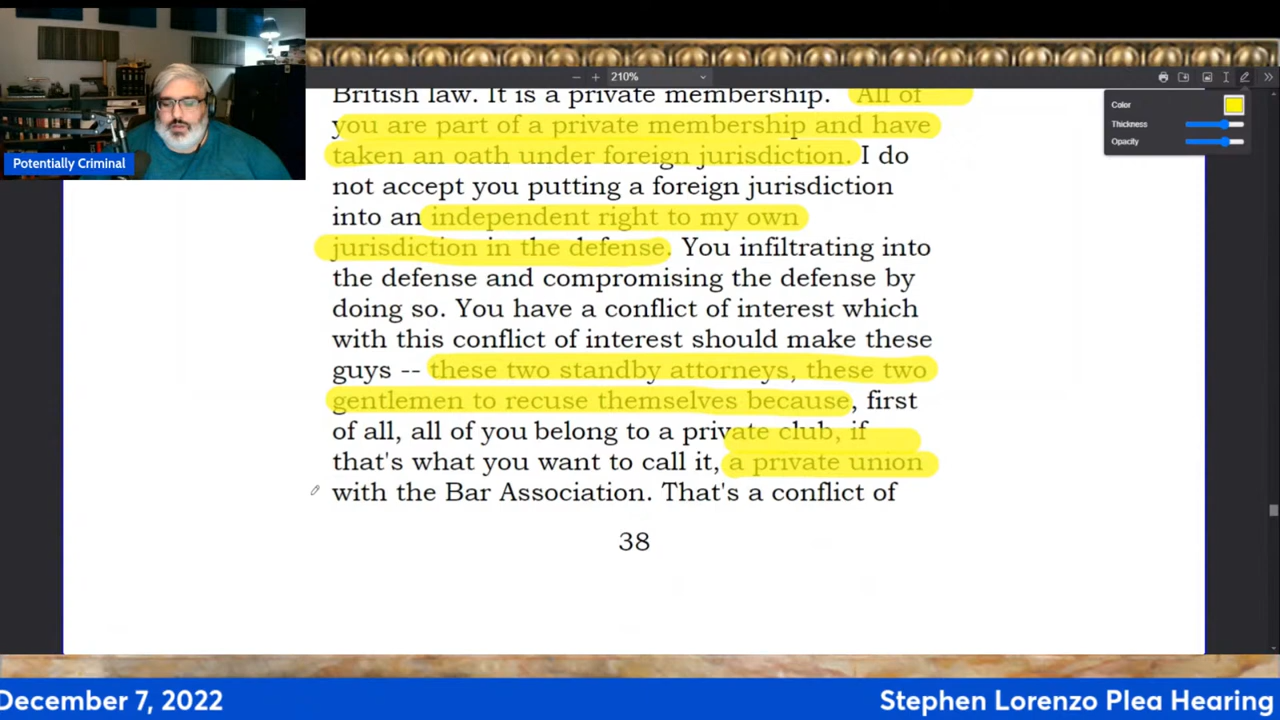 210%
British law. It is a private membership. All of
you are part of a private membership and have
taken an oath under foreign jurisdiction. I do
not accept you putting a foreign jurisdiction
into an independent right to my own
jurisdiction in the defense. You infiltrating into
the defense and compromising the defense by
doing so. You have a conflict of interest which
with this conflict of interest should make these
guys -- these two standby attorneys, these two
gentlemen to recuse themselves because, first
of all, all of you belong to a private club, if
that's what you want to call it, a private union
with the Bar Association. That's a conflict of
38
Color
Thickness
Opacity
Potentially Criminal
December 7, 2022
Stephen Lorenzo Plea Hearing